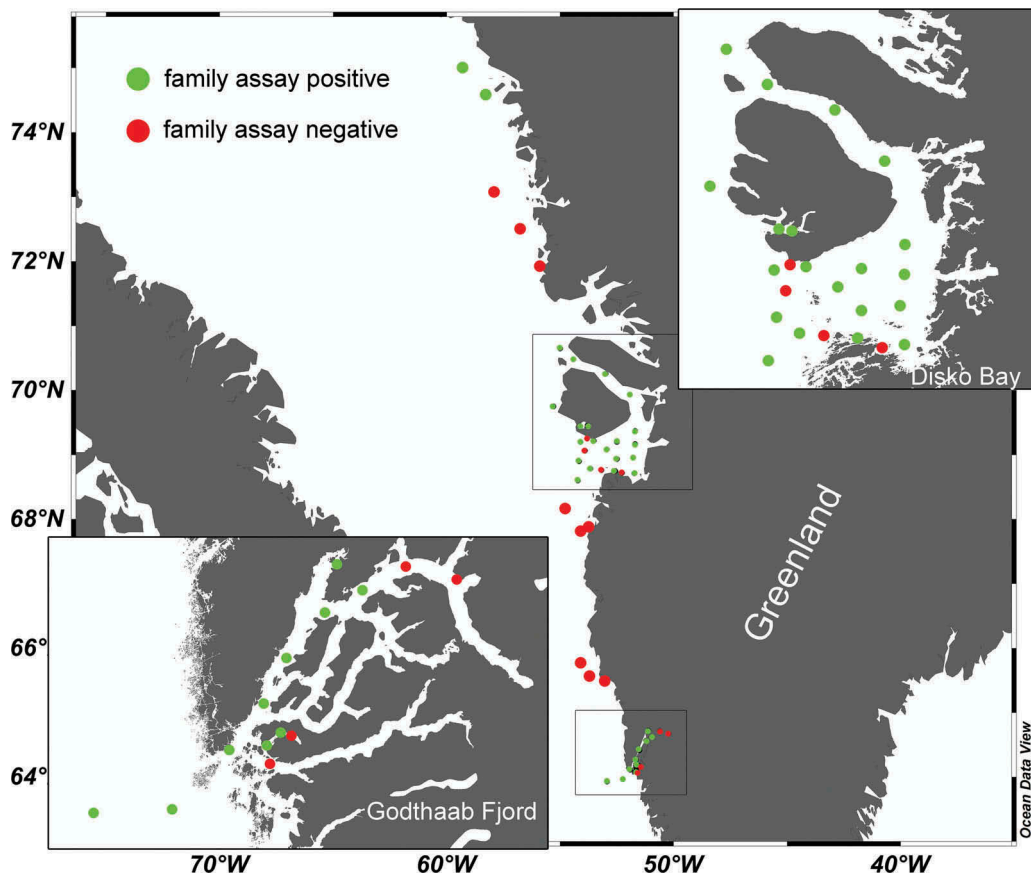 family assay positive
family assay negative
74°N
72°N
70°N
68°N
66°
64°
Disko Bay
Greenland
Godthaab Fjord
Ocean Data View
70°W
60°W
50°W
40°W